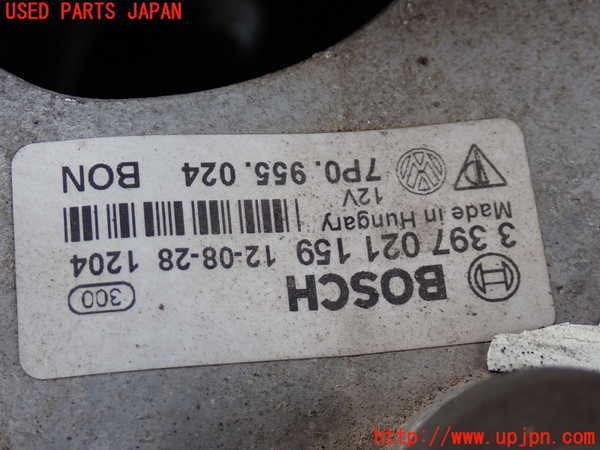 USED PARTS JAPAN
BOSCH
300
3 397 021 159 12-08-28 1204
Made in Hungary
12V
7P0.955.024 BON
http://www.upjpn.com/